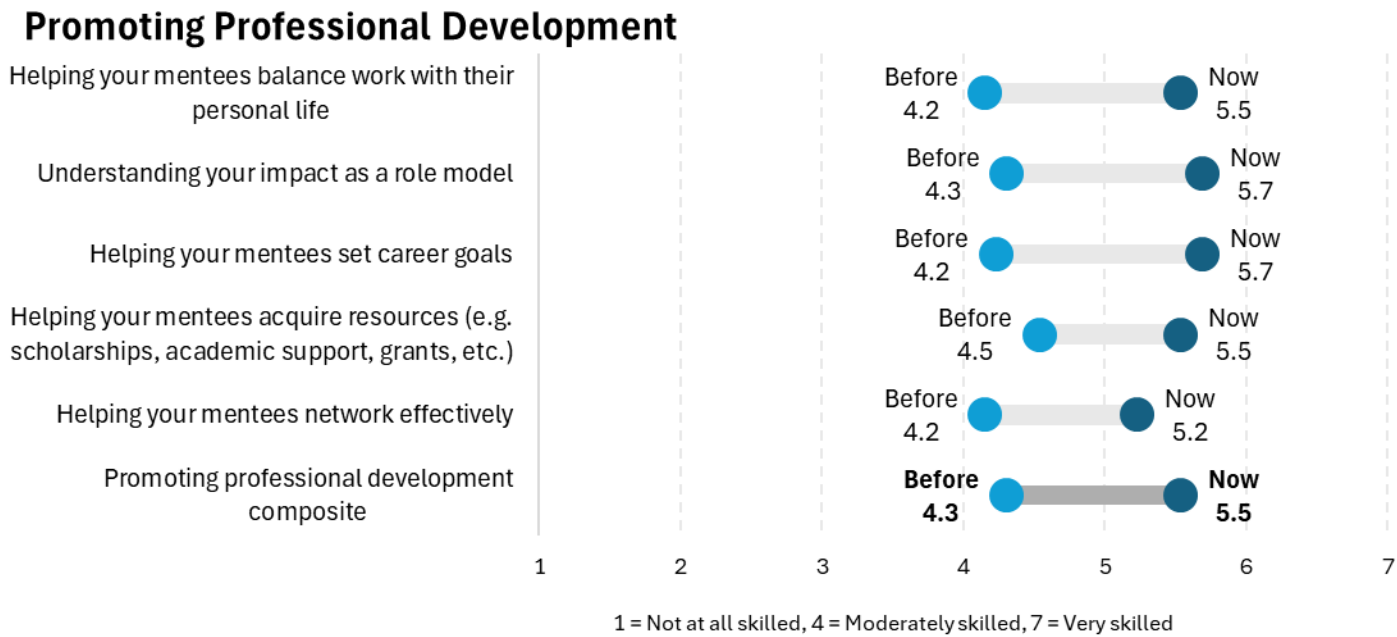 Promoting Professional Development
Helping your mentees balance work with their
personal life
Before
4.2
Now
5.5
Understanding your impact as a role model
Before
4.3
Now
5.7
Helping your mentees set career goals
Before
4.2
Now
5.7
Helping your mentees acquire resources (e.g.
scholarships, academic support, grants, etc.)
Before
4.5
Now
5.5
Helping your mentees network effectively
Before
4.2
Now
5.2
Promoting professional development
composite
Before
4.3
Now
5.5
1 2 3 4 5 6 7
1 = Not at all skilled, 4 = Moderately skilled, 7 = Very skilled